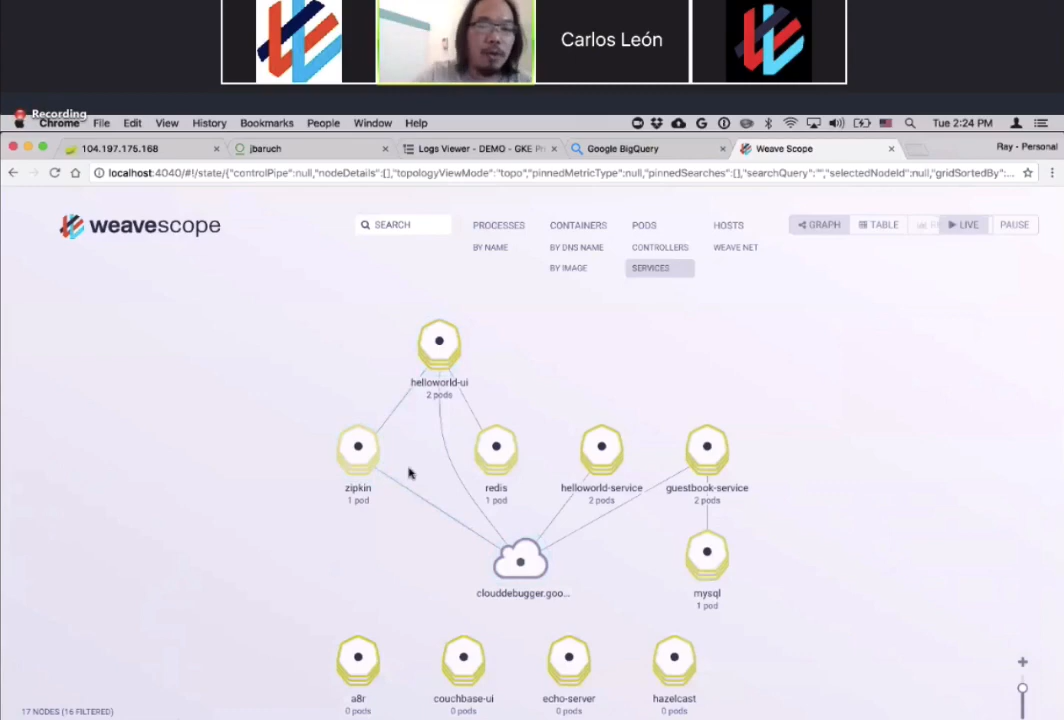 Carlos León
Recording
Chrome File Edit View History Bookmarks People Window Help Tue 2:24 PM
104.197.175.168 × jbaruch × Logs Viewer - DEMO - GKE Pr × Google BigQuery × Weave Scope × Ray - Personal
localhost:4040/#!/state/{"controlPipe":null,"nodeDetails":[],"topologyViewMode":"topo","pinnedMetricType":null,"pinnedSearches":[],"searchQuery":"","selectedNodeId":null,"gridSortedBy":...
weavescope SEARCH PROCESSES CONTAINERS PODS HOSTS GRAPH TABLE LIVE PAUSE
BY NAME BY DNS NAME CONTROLLERS WEAVE NET
BY IMAGE SERVICES
helloworld-ui
2 pods
zipkin redis helloworld-service guestbook-service
1 pod 1 pod 2 pods 2 pods
clouddebugger.goo... mysql
1 pod
a8r couchbase-ui echo-server hazelcast
0 pods 0 pods 0 pods 0 pods
17 NODES (16 FILTERED)